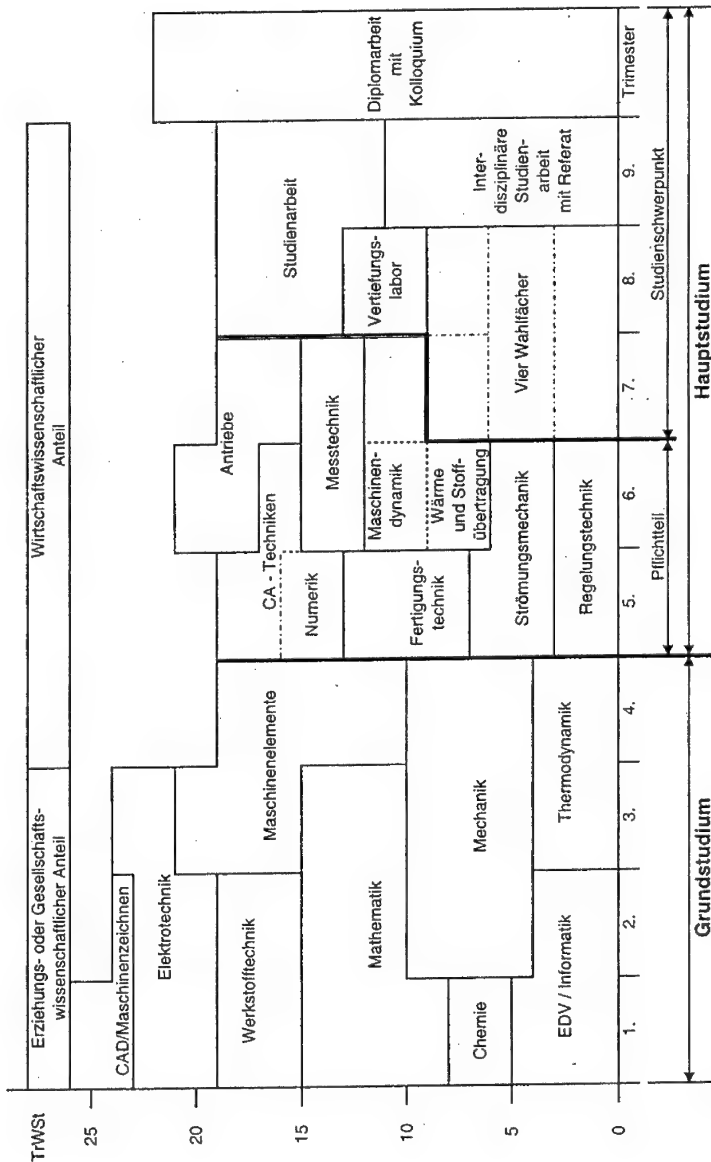 TrWSt
25
20
15
10
5
0
Erziehungs- oder Gesellschafts-
wissenschaftlicher Anteil
Wirtschaftswissenschaftlicher
Anteil
CAD/Maschinenzeichnen
Elektrotechnik
Werkstofftechnik
Maschinenelemente
Mathematik
Mechanik
Chemie
EDV / Informatik
Thermodynamik
Antriebe
CA - Techniken
Numerik
Messtechnik
Fertigungs-
technik
Maschinen-
dynamik
Wärme
und Stoff-
übertragung
Strömungsmechanik
Regelungstechnik
Studienarbeit
Vertiefungs-
labor
Vier Wahlfächer
Inter-
disziplinäre
Studien-
arbeit
mit Referat
Diplomarbeit
mit
Kolloquium
1.
2.
3.
4.
5.
6.
7.
8.
9.
Trimester
Pflichtteil
Studienschwerpunkt
Grundstudium
Hauptstudium